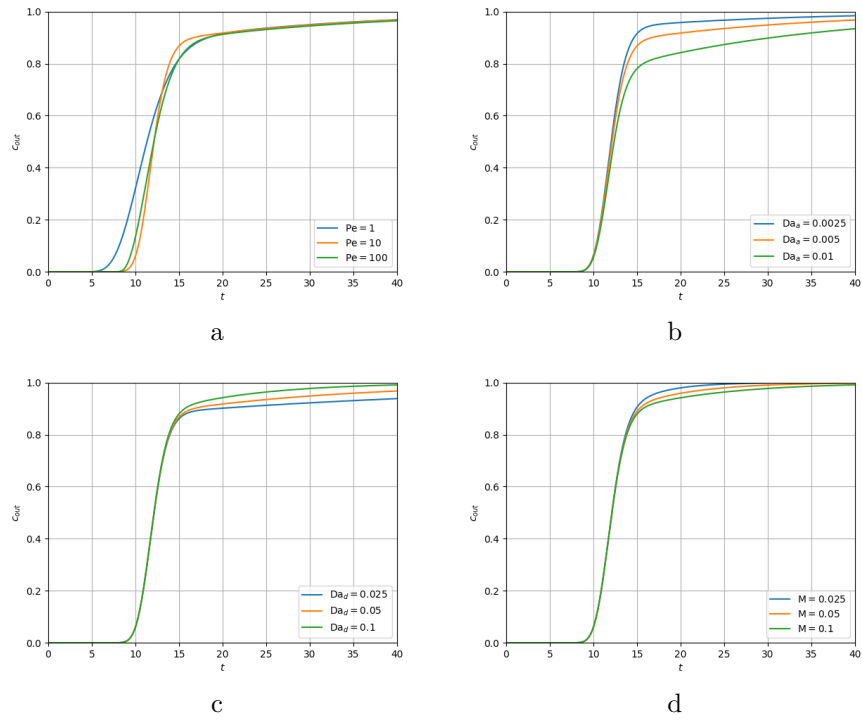 1.0
0.8
0.6
0.4
0.2
0.0
c_out
0 5 10 15 20 25 30 35 40
t
Pe = 1
Pe = 10
Pe = 100
a
1.0
0.8
0.6
0.4
0.2
0.0
c_out
0 5 10 15 20 25 30 35 40
t
Da_a = 0.0025
Da_a = 0.005
Da_a = 0.01
b
1.0
0.8
0.6
0.4
0.2
0.0
c_out
0 5 10 15 20 25 30 35 40
t
Da_d = 0.025
Da_d = 0.05
Da_d = 0.1
c
1.0
0.8
0.6
0.4
0.2
0.0
c_out
0 5 10 15 20 25 30 35 40
t
M = 0.025
M = 0.05
M = 0.1
d